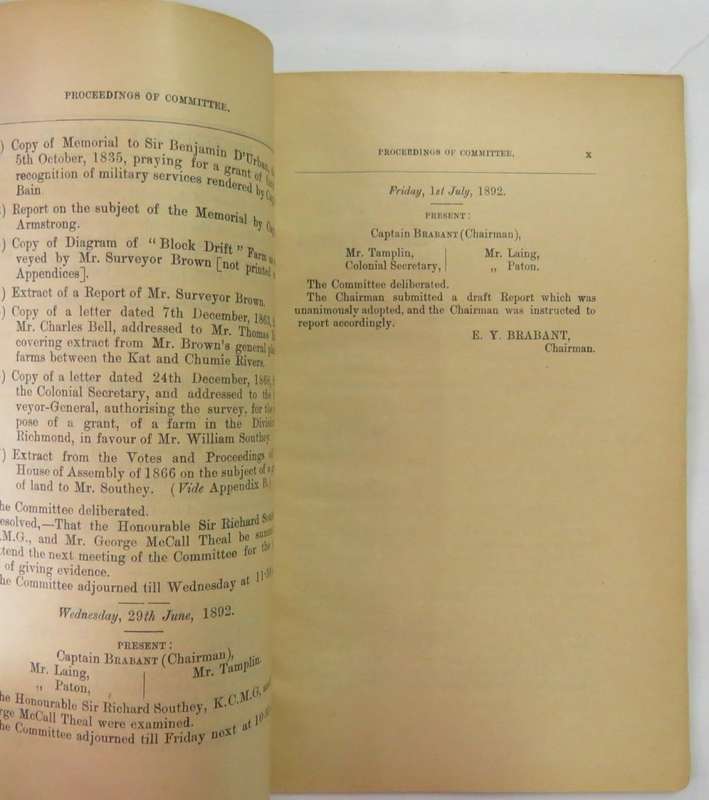 PROCEEDINGS OF COMMITTEE.
) Copy of Memorial to Sir Benjamin D'Urban,
5th October, 1835, praying for a grant of
recognition of military services rendered by
Bain.
) Report on the subject of the Memorial by
Armstrong.
) Copy of Diagram of "Block Drift" Farm
veyed by Mr. Surveyor Brown [not printed
Appendices].
) Extract of a Report of Mr. Surveyor Brown.
) Copy of a letter dated 7th December, 1863,
Mr. Charles Bell, addressed to Mr. Thomas
covering extract from Mr. Brown's general
farms between the Kat and Chumie Rivers.
) Copy of a letter dated 24th December, 1868,
the Colonial Secretary, and addressed to the
veyor-General, authorising the survey, for the
pose of a grant, of a farm in the
Richmond, in favour of Mr. William Southey.
) Extract from the Votes and Proceedings
House of Assembly of 1866 on the subject of a
of land to Mr. Southey. (Vide Appendix B.)
he Committee deliberated.
esolved,—That the Honourable Sir Richard
.M.G., and Mr. George McCall Theal be
tend the next meeting of the Committee for the
of giving evidence.
he Committee adjourned till Wednesday at
Wednesday, 29th June, 1892.
PRESENT:
Captain BRABANT (Chairman),
Mr. Laing,
Mr. Tamplin.
„ Paton,
he Honourable Sir Richard Southey, K.C.M.G.,
rge McCall Theal were examined.
he Committee adjourned till Friday next at
PROCEEDINGS OF COMMITTEE. x
Friday, 1st July, 1892.
PRESENT:
Captain BRABANT (Chairman),
Mr. Tamplin, Mr. Laing,
Colonial Secretary, „ Paton.
The Committee deliberated.
The Chairman submitted a draft Report which was
unanimously adopted, and the Chairman was instructed to
report accordingly.
E. Y. BRABANT,
Chairman.